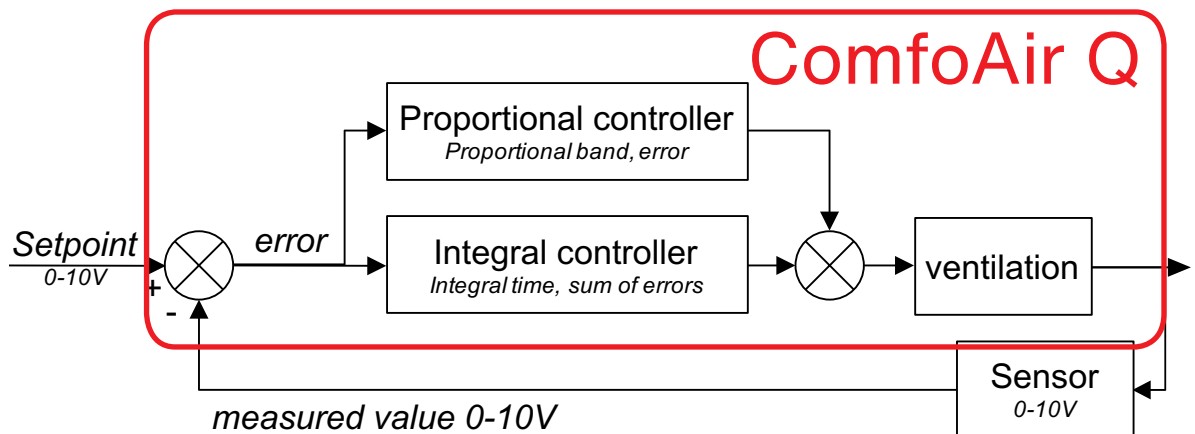 ComfoAir Q
Proportional controller
Proportional band, error
Setpoint
0-10V
+
-
error
Integral controller
Integral time, sum of errors
ventilation
Sensor
0-10V
measured value 0-10V